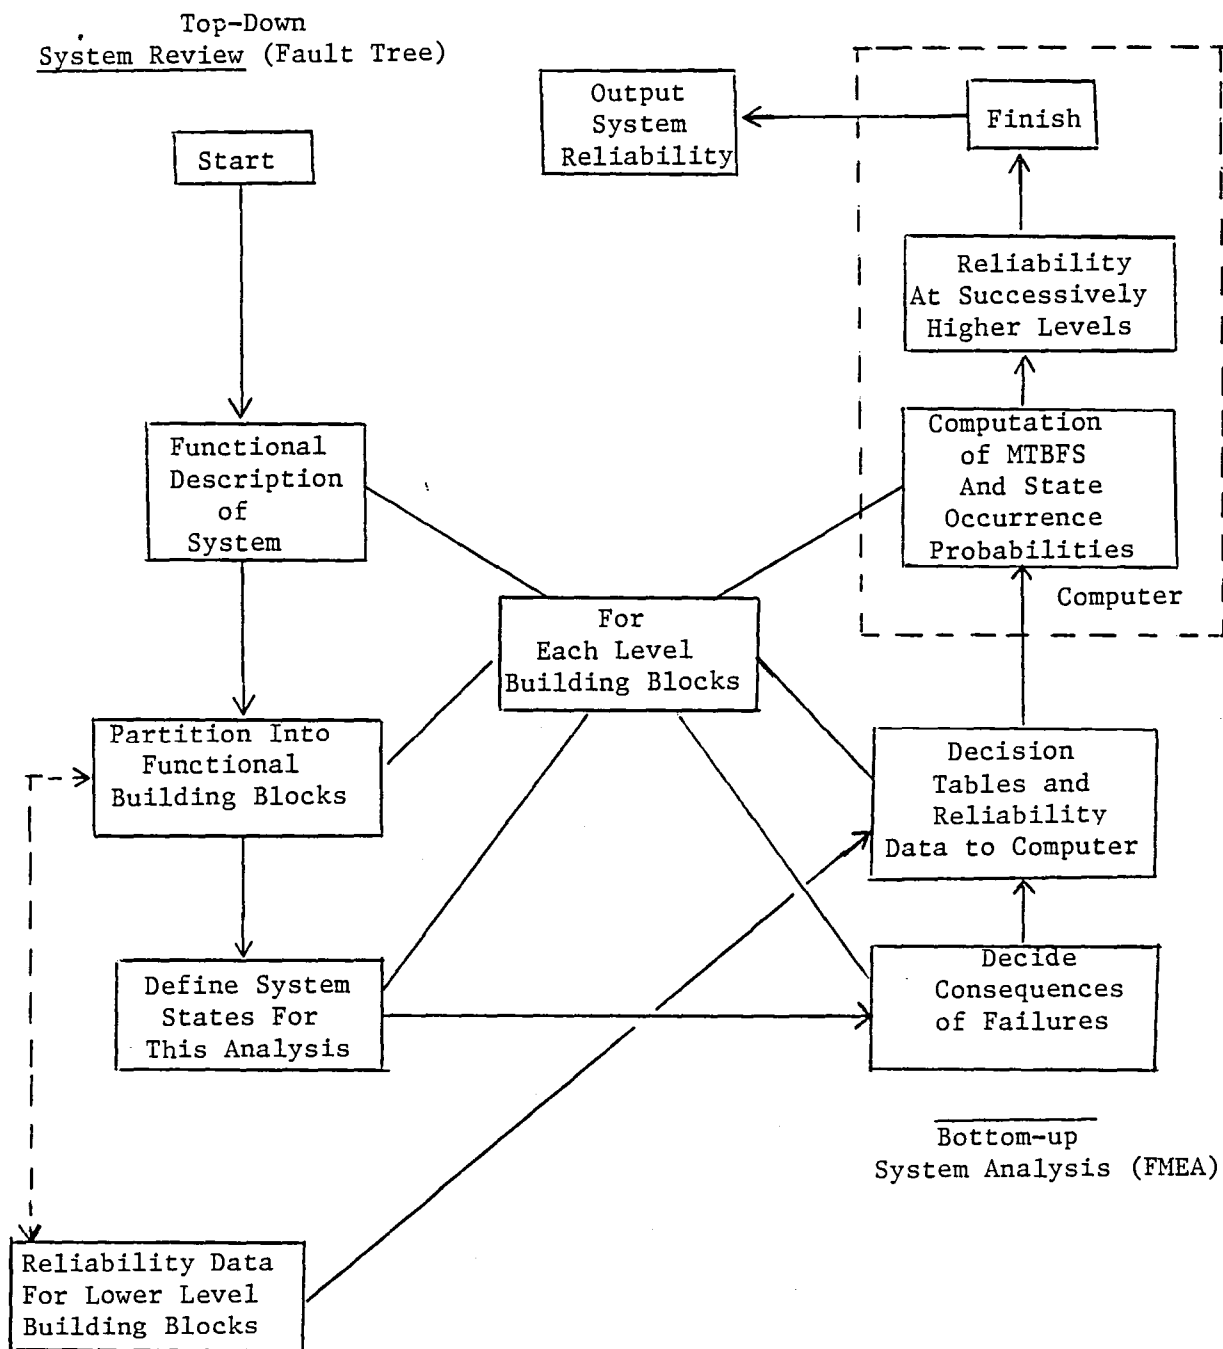 Top-Down
System Review (Fault Tree)
Start
Output
System
Reliability
Finish
Reliability
At Successively
Higher Levels
Functional
Description
of
System
Computation
of MTBFS
And State
Occurrence
Probabilities
Computer
For
Each Level
Building Blocks
Partition Into
Functional
Building Blocks
Decision
Tables and
Reliability
Data to Computer
Define System
States For
This Analysis
Decide
Consequences
of Failures
Bottom-up
System Analysis (FMEA)
Reliability Data
For Lower Level
Building Blocks